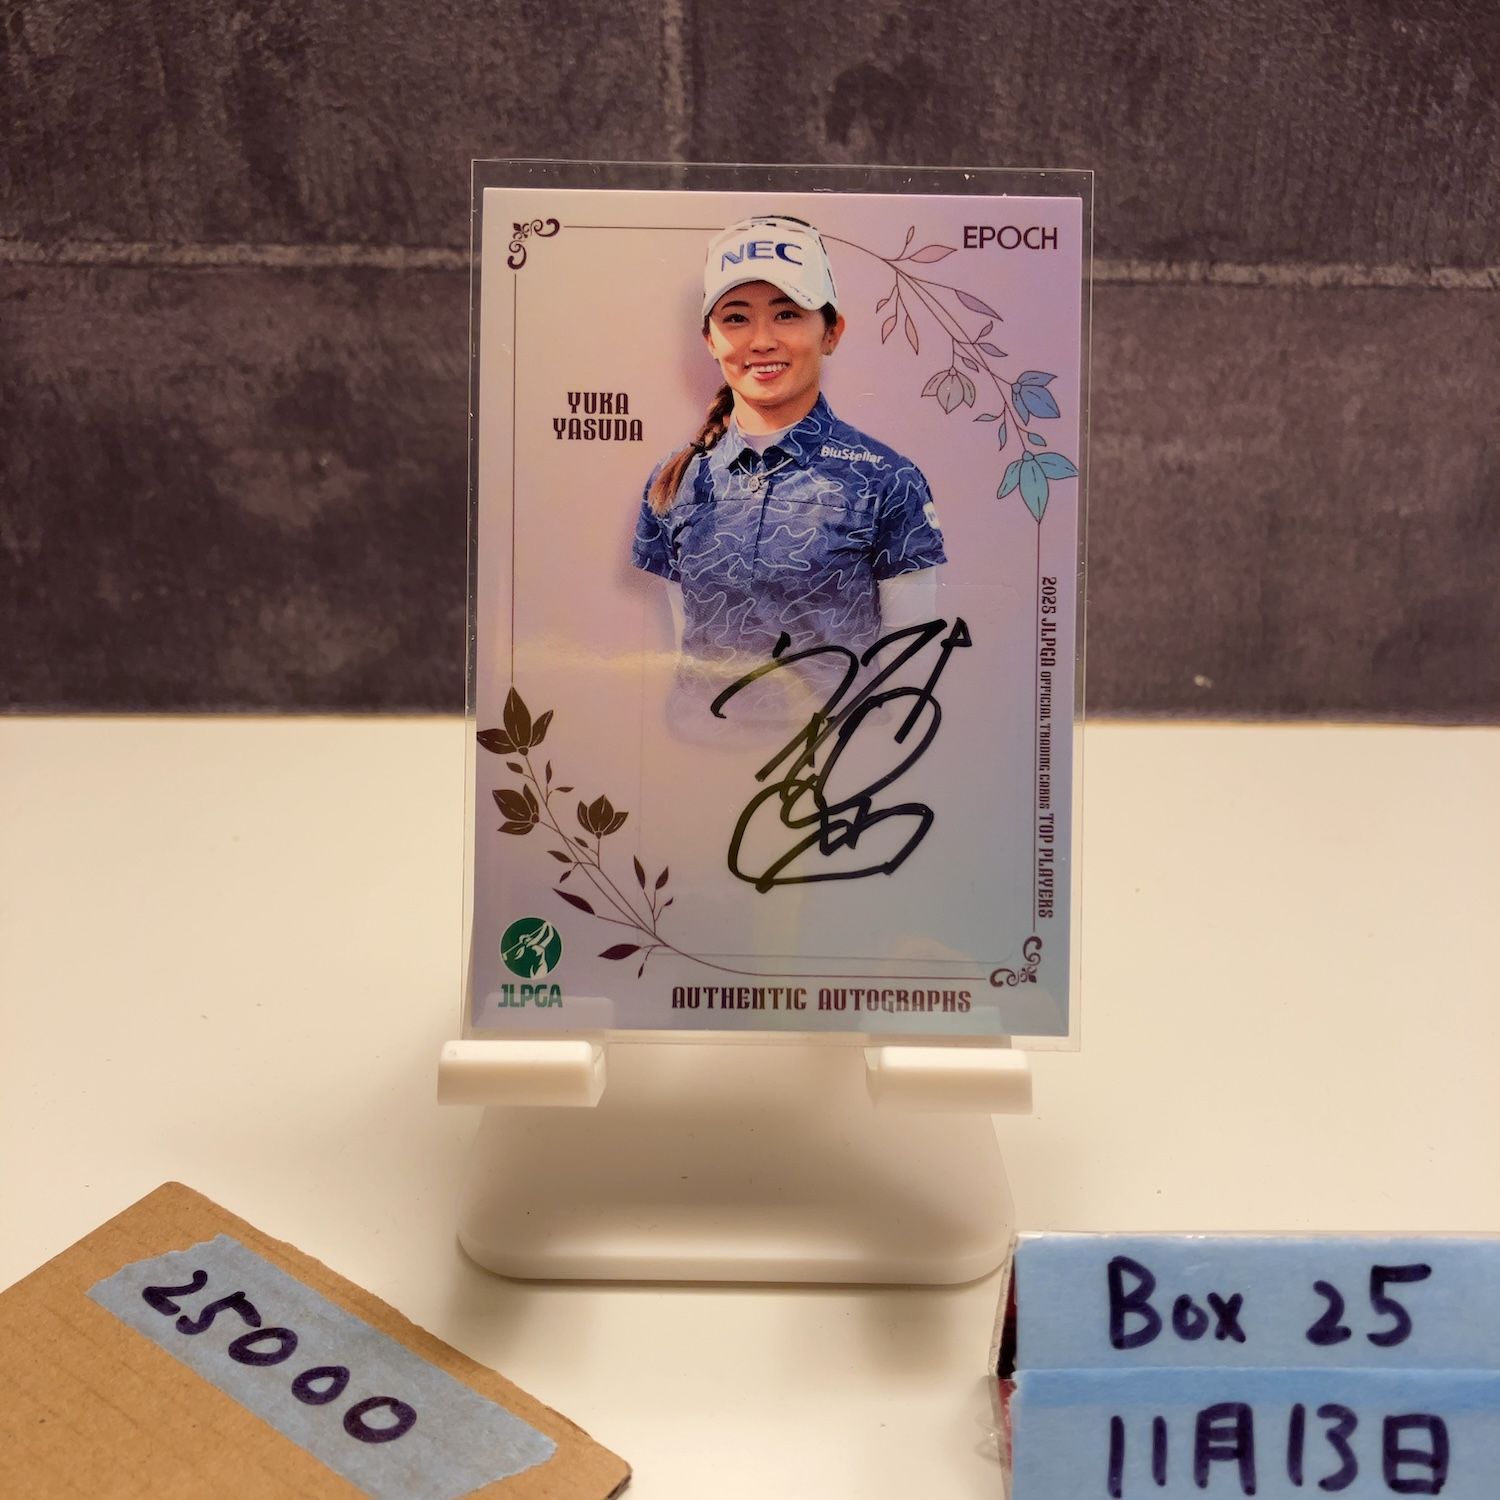 EPOCH
NEC
YUKA
YASUDA
BluStellar
2025 JLPGA OFFICIAL TRADING CARDS TOP PLAYERS
JLPGA
AUTHENTIC AUTOGRAPHS
25000
Box 25
11月13日